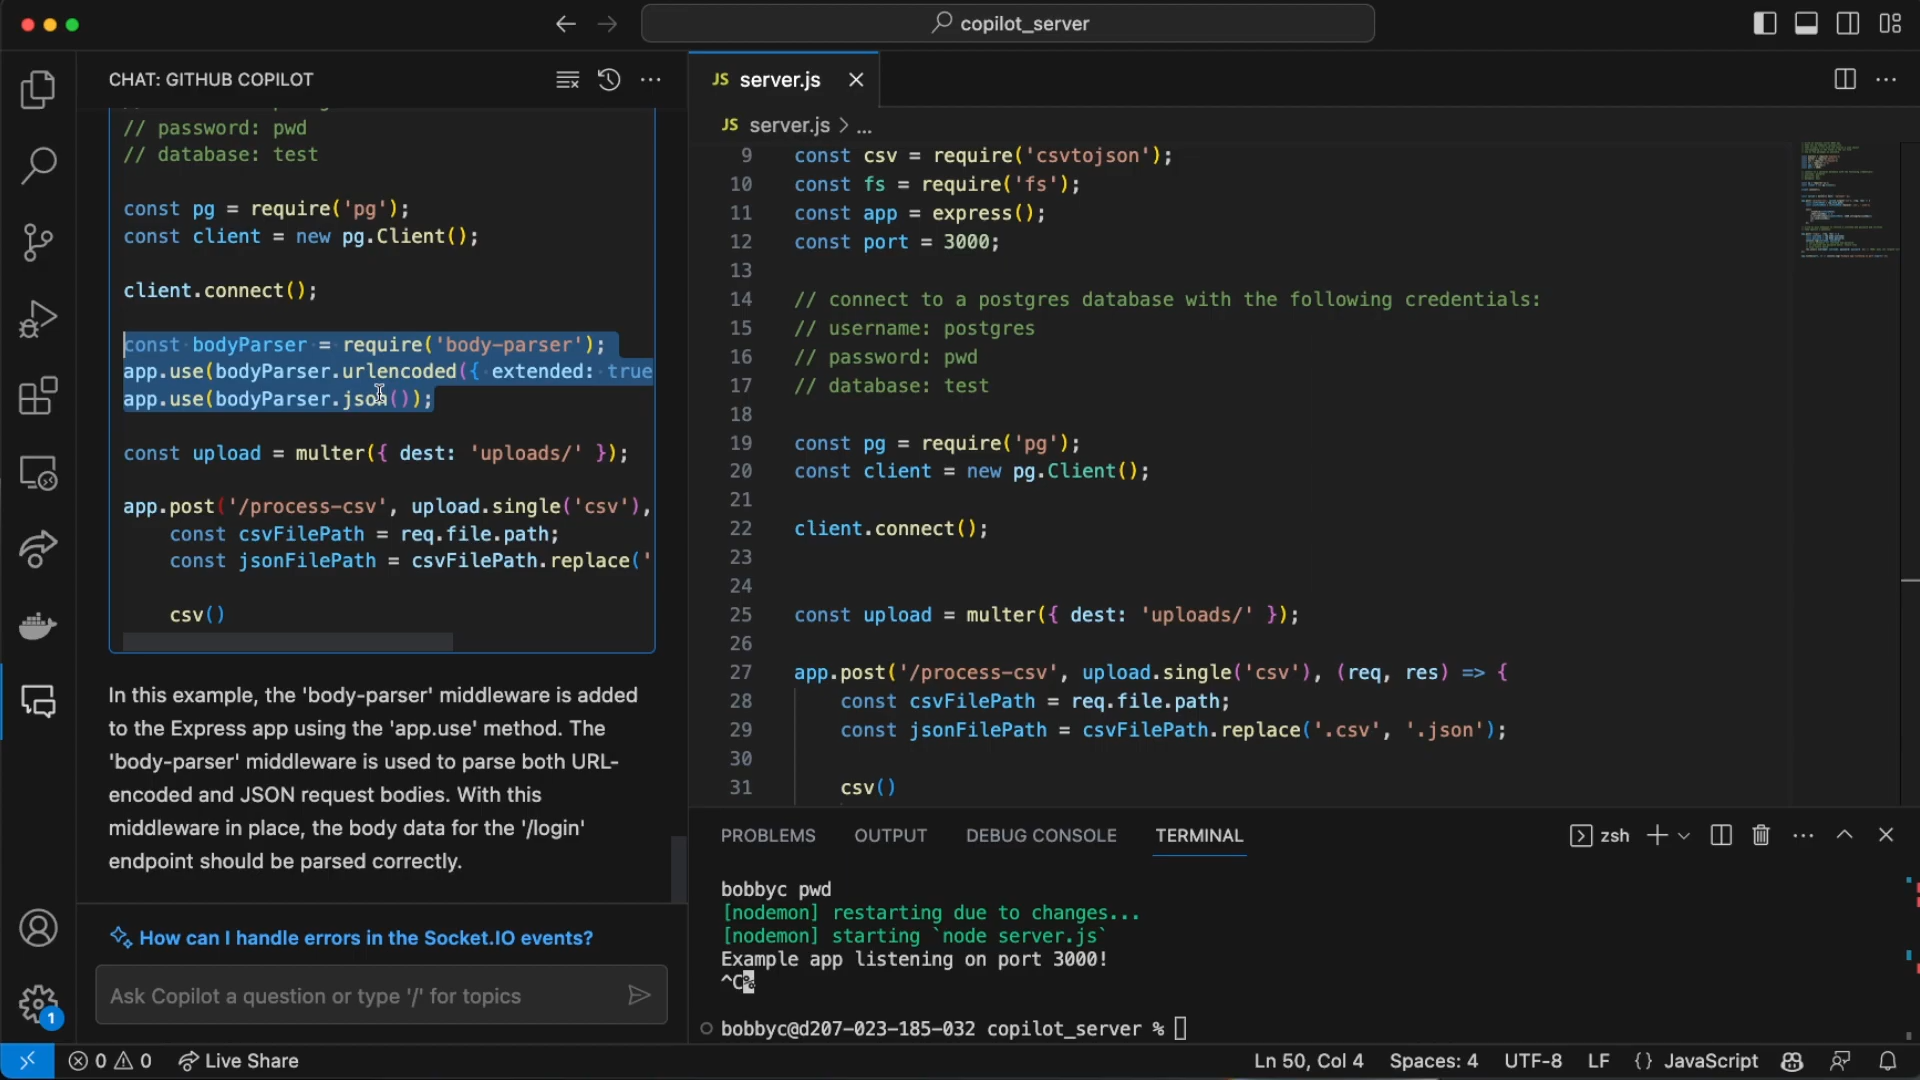 copilot_server
CHAT: GITHUB COPILOT
// password: pwd
// database: test
const pg = require('pg');
const client = new pg.Client();
client.connect();
const bodyParser = require('body-parser');
app.use(bodyParser.urlencoded({ extended: true
app.use(bodyParser.json());
const upload = multer({ dest: 'uploads/' });
app.post('/process-csv', upload.single('csv'),
const csvFilePath = req.file.path;
const jsonFilePath = csvFilePath.replace('
csv()
In this example, the 'body-parser' middleware is added
to the Express app using the 'app.use' method. The
'body-parser' middleware is used to parse both URL-
encoded and JSON request bodies. With this
middleware in place, the body data for the '/login'
endpoint should be parsed correctly.
How can I handle errors in the Socket.IO events?
Ask Copilot a question or type '/' for topics
JS server.js
JS server.js > ...
9 const csv = require('csvtojson');
10 const fs = require('fs');
11 const app = express();
12 const port = 3000;
13
14 // connect to a postgres database with the following credentials:
15 // username: postgres
16 // password: pwd
17 // database: test
18
19 const pg = require('pg');
20 const client = new pg.Client();
21
22 client.connect();
23
24
25 const upload = multer({ dest: 'uploads/' });
26
27 app.post('/process-csv', upload.single('csv'), (req, res) => {
28 const csvFilePath = req.file.path;
29 const jsonFilePath = csvFilePath.replace('.csv', '.json');
30
31 csv()
PROBLEMS OUTPUT DEBUG CONSOLE TERMINAL zsh
bobbyc pwd
[nodemon] restarting due to changes...
[nodemon] starting `node server.js`
Example app listening on port 3000!
^C%
bobbyc@d207-023-185-032 copilot_server %
1
0 0 Live Share Ln 50, Col 4 Spaces: 4 UTF-8 LF {} JavaScript